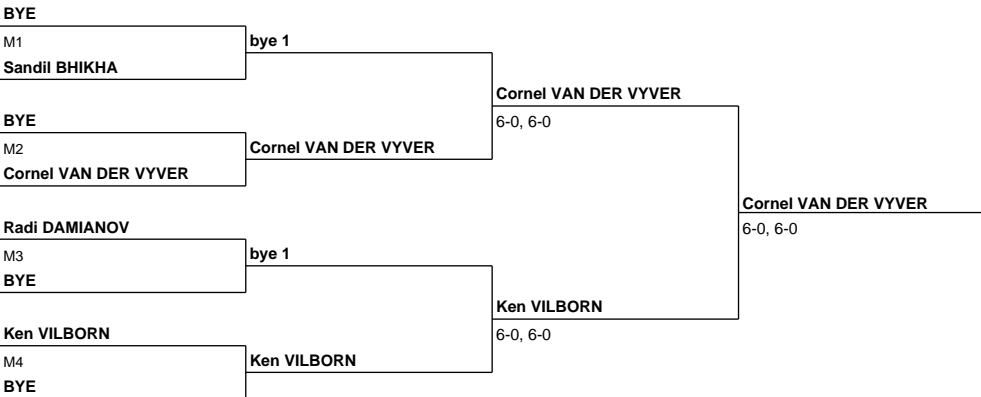 BYE
M1
Sandil BHIKHA
bye 1
BYE
M2
Cornel VAN DER VYVER
Cornel VAN DER VYVER
Cornel VAN DER VYVER
6-0, 6-0
Radi DAMIANOV
M3
BYE
bye 1
Ken VILBORN
M4
BYE
Ken VILBORN
Ken VILBORN
6-0, 6-0
Cornel VAN DER VYVER
6-0, 6-0